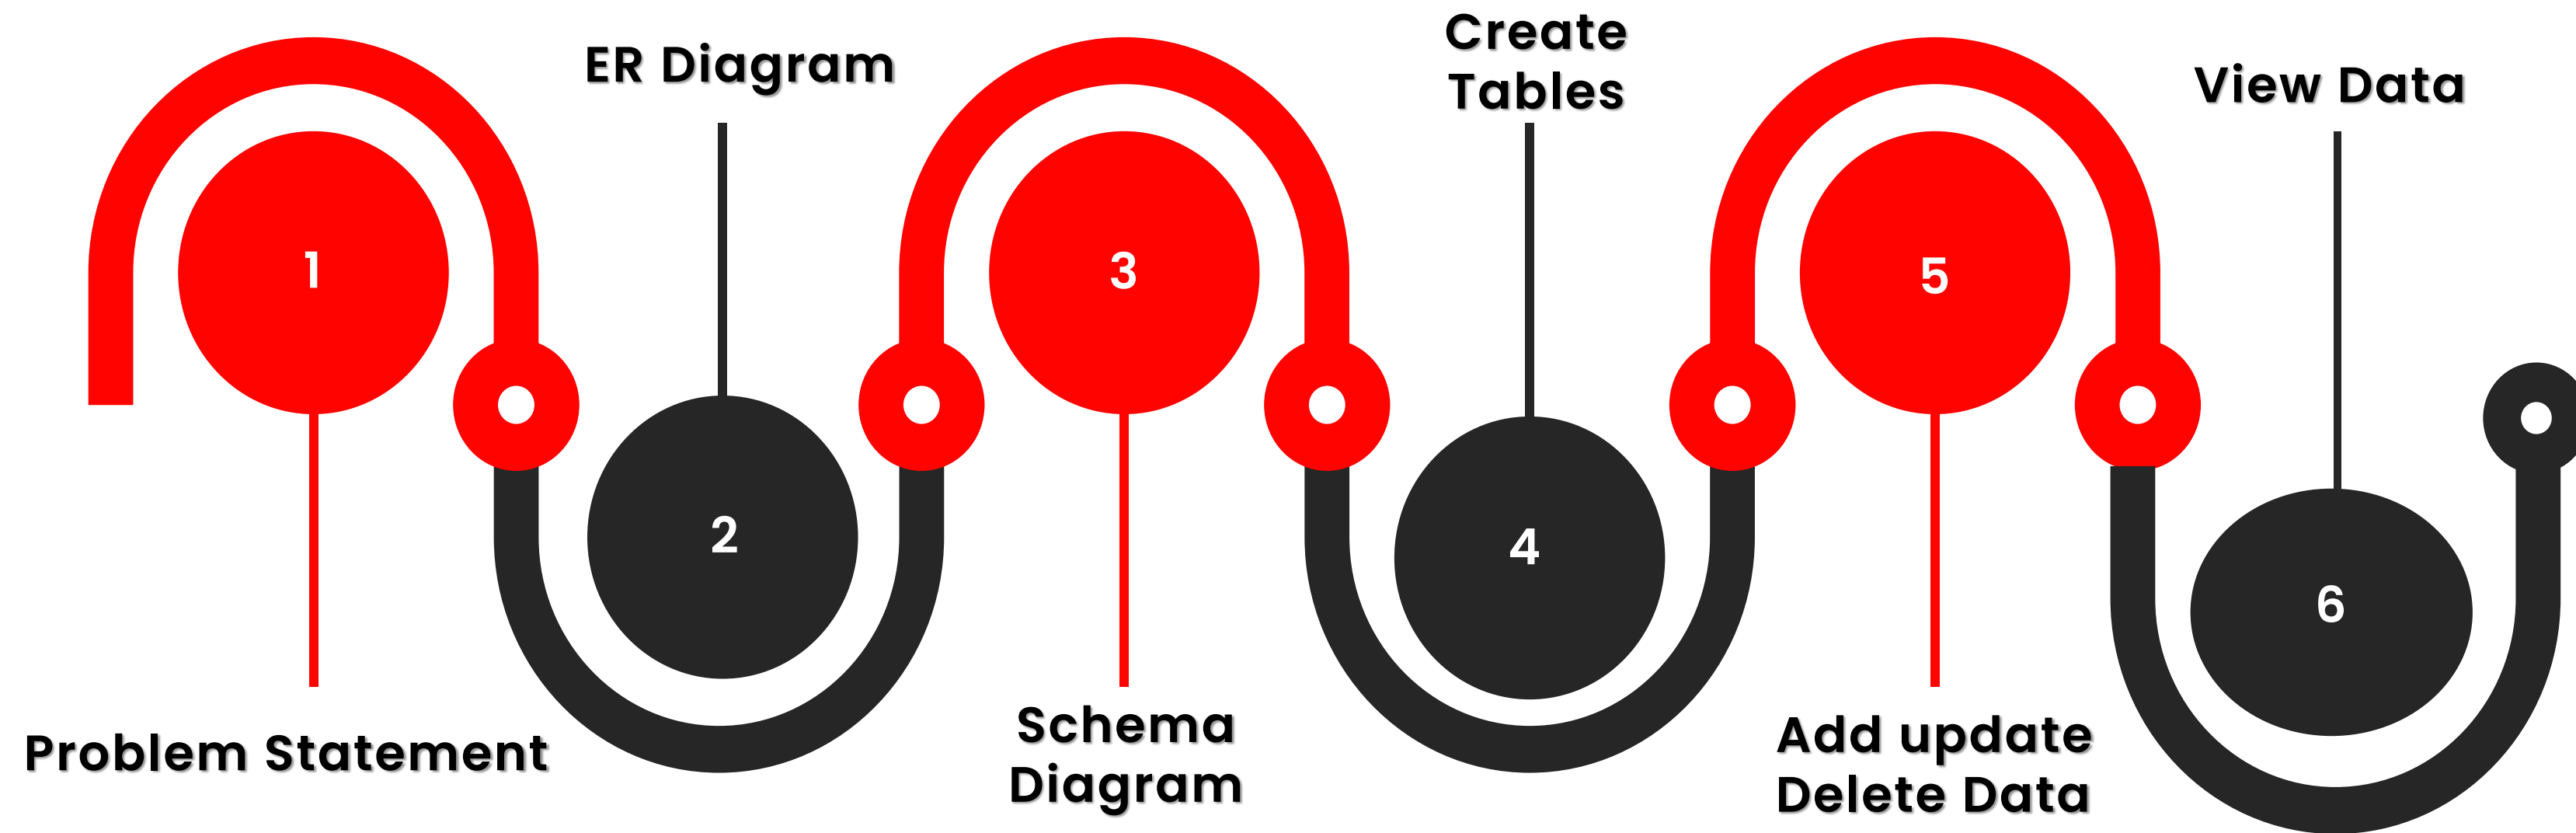 1
Problem Statement
ER Diagram
2
3
Schema
Diagram
Create
Tables
4
5
Add update
Delete Data
View Data
6